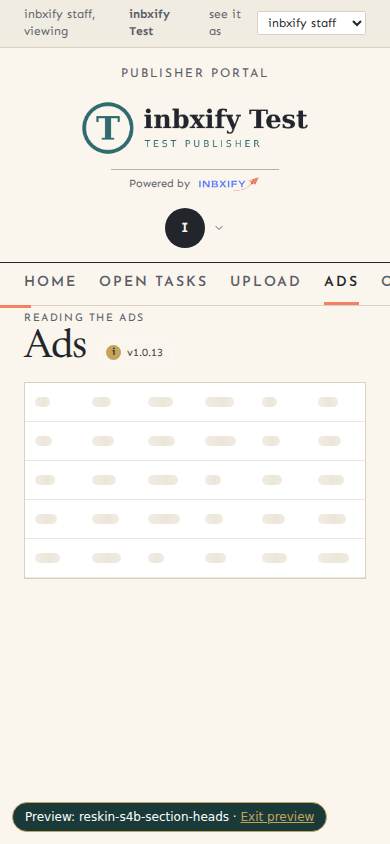 inbxify staff, viewing
inbxify Test
see it as
inbxify staff
PUBLISHER PORTAL
T
inbxify Test
TEST PUBLISHER
Powered by INBXIFY
I
HOME OPEN TASKS UPLOAD ADS
READING THE ADS
Ads
i v1.0.13
Preview: reskin-s4b-section-heads · Exit preview